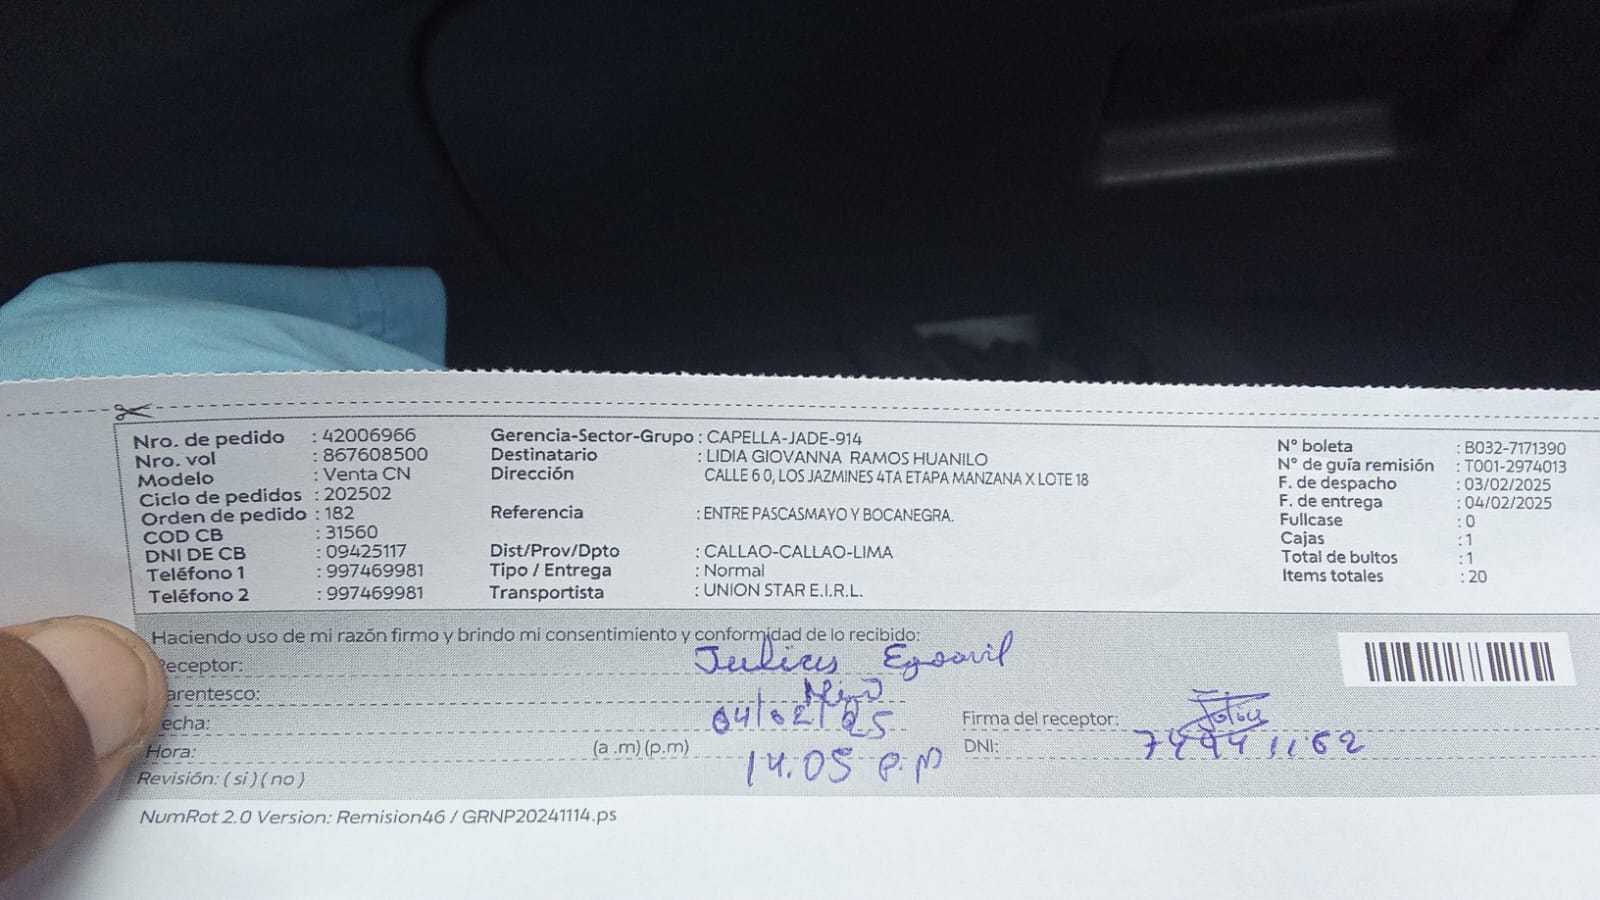 Nro. de pedido : 42006966
Nro. vol : 867608500
Modelo : Venta CN
Ciclo de pedidos : 202502
Orden de pedido : 182
COD CB : 31560
DNI DE CB : 09425117
Teléfono 1 : 997469981
Teléfono 2 : 997469981
Gerencia-Sector-Grupo : CAPELLA-JADE-914
Destinatario : LIDIA GIOVANNA RAMOS HUANILO
Dirección CALLE 6 0, LOS JAZMINES 4TA ETAPA MANZANA X LOTE 18
Referencia : ENTRE PASCASMAYO Y BOCANEGRA.
Dist/Prov/Dpto : CALLAO-CALLAO-LIMA
Tipo / Entrega : Normal
Transportista : UNION STAR E.I.R.L.
N° boleta : B032-7171390
N° de guía remisión : T001-2974013
F. de despacho : 03/02/2025
F. de entrega : 04/02/2025
Fullcase : 0
Cajas : 1
Total de bultos : 1
Items totales : 20
Haciendo uso de mi razón firmo y brindo mi consentimiento y conformidad de lo recibido:
eceptor:
arentesco:
echa: 04/02/25
Hora: (a .m) (p.m) 14.05 P.M
Revisión: ( si ) ( no )
Firma del receptor:
DNI:
NumRot 2.0 Version: Remision46 / GRNP20241114.ps